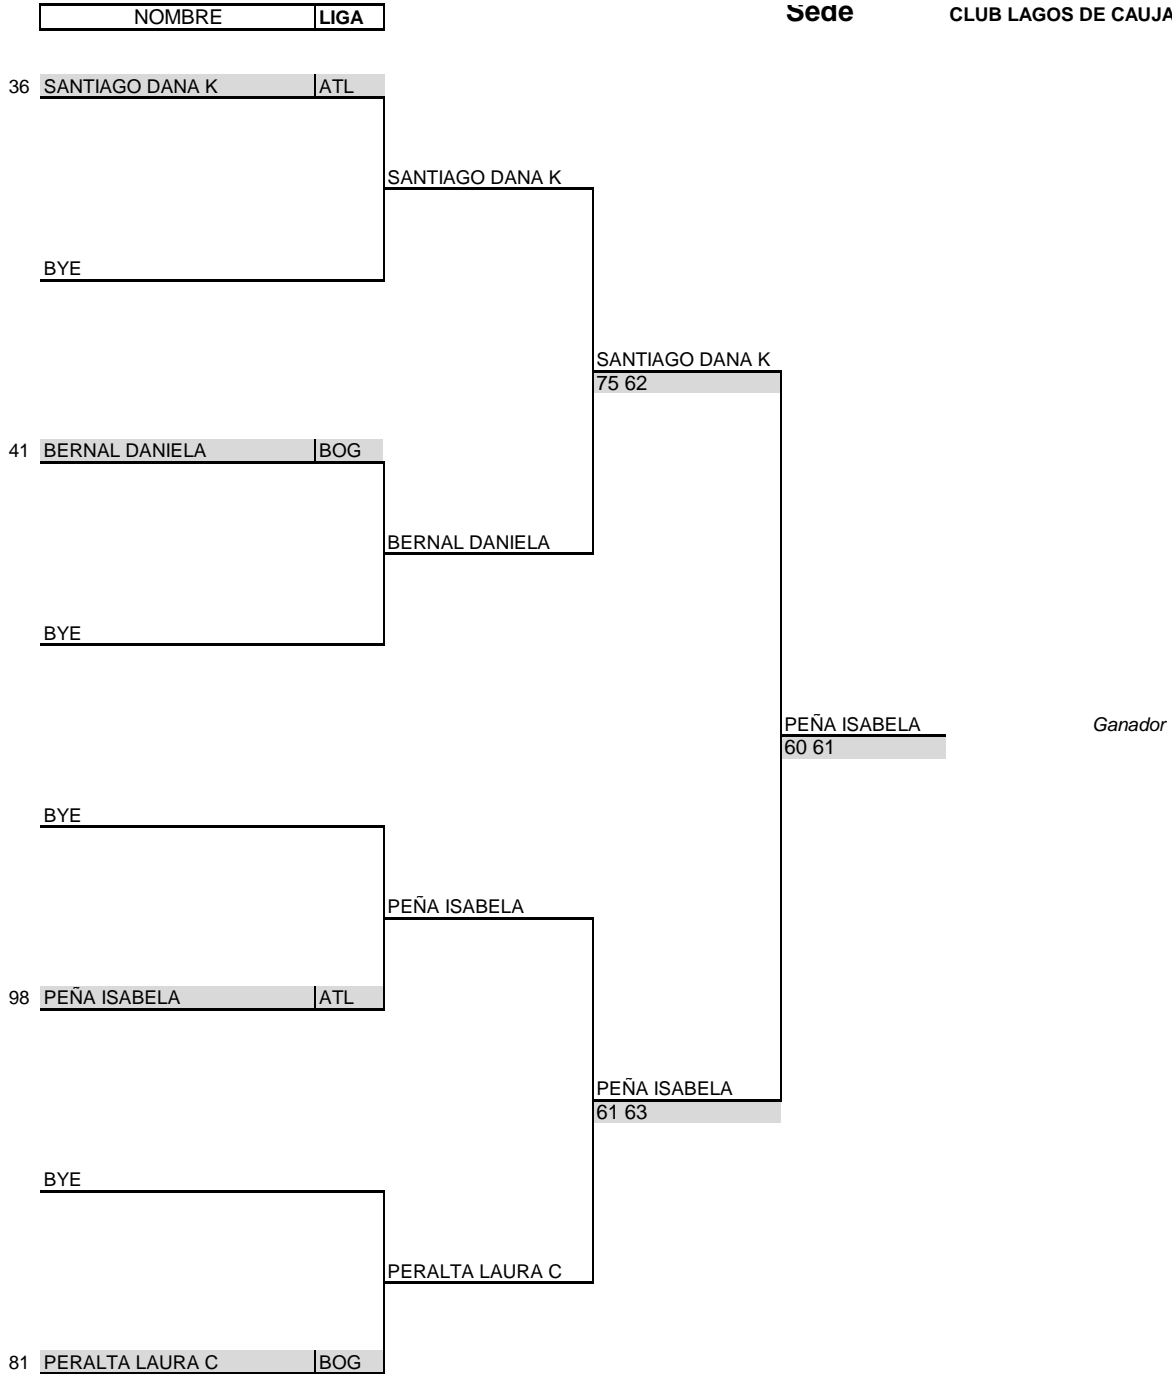 NOMBRE LIGA Sede CLUB LAGOS DE CAUJA
36 SANTIAGO DANA K ATL
SANTIAGO DANA K
BYE
SANTIAGO DANA K
75 62
41 BERNAL DANIELA BOG
BERNAL DANIELA
BYE
PEÑA ISABELA Ganador
60 61
BYE
PEÑA ISABELA
98 PEÑA ISABELA ATL
PEÑA ISABELA
61 63
BYE
PERALTA LAURA C
81 PERALTA LAURA C BOG